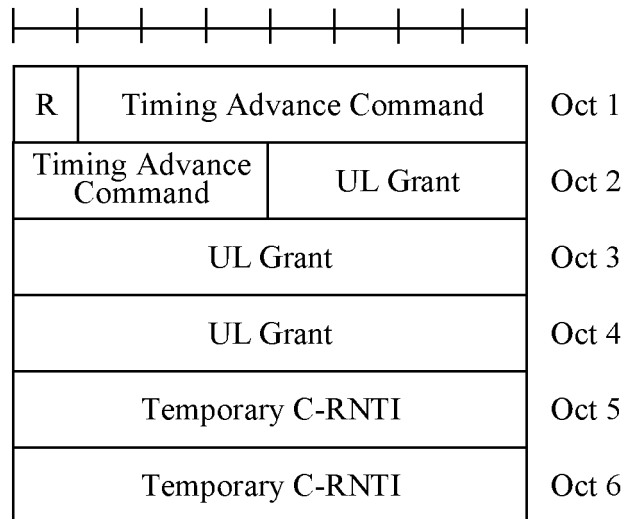 R Timing Advance Command Oct 1
Timing Advance
Command
UL Grant Oct 2
UL Grant Oct 3
UL Grant Oct 4
Temporary C-RNTI Oct 5
Temporary C-RNTI Oct 6